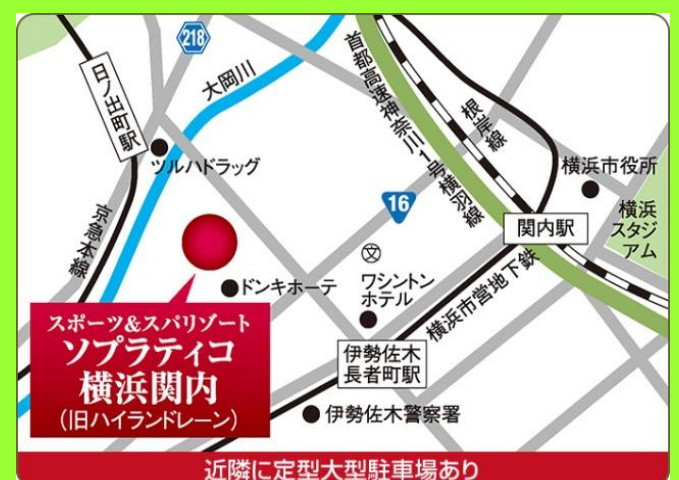 218
日ノ出町駅
大岡川
首都高速神奈川1号横羽線
根岸線
ツルハドラッグ
横浜市役所
16
横浜
スタジ
アム
関内駅
京急本線
文
ドンキホーテ
ワシントン
ホテル
横浜市営地下鉄
スポーツ&スパリゾート
ソプラティコ
横浜関内
(旧ハイランドレーン)
伊勢佐木
長者町駅
伊勢佐木警察署
近隣に定型大型駐車場あり